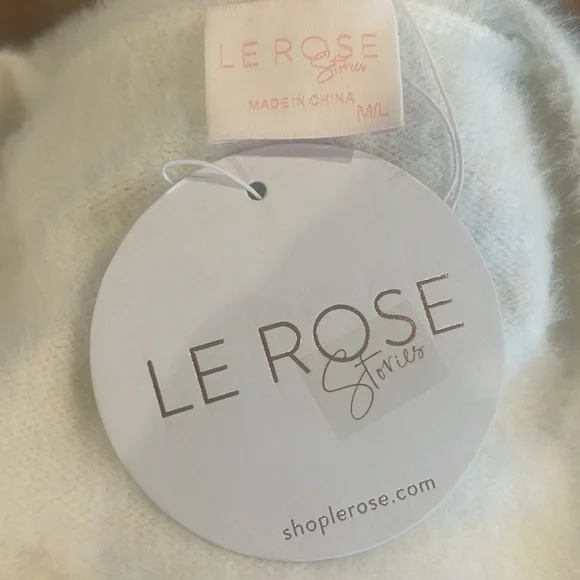 LE ROSE
Stories
MADE IN CHINA
M/L
LE ROSE
Stories
shoplerose.com